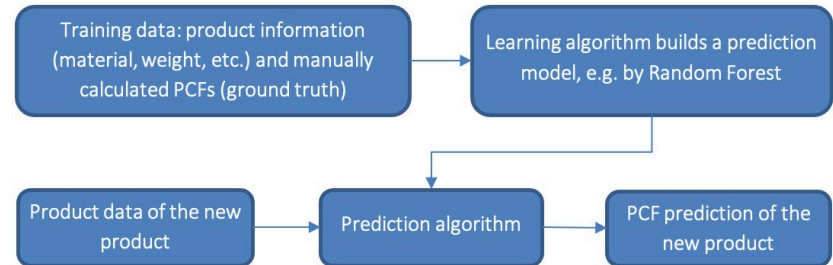 Training data: product information
(material, weight, etc.) and manually
calculated PCFs (ground truth)
Learning algorithm builds a prediction
model, e.g. by Random Forest
Product data of the new
product
Prediction algorithm
PCF prediction of the
new product